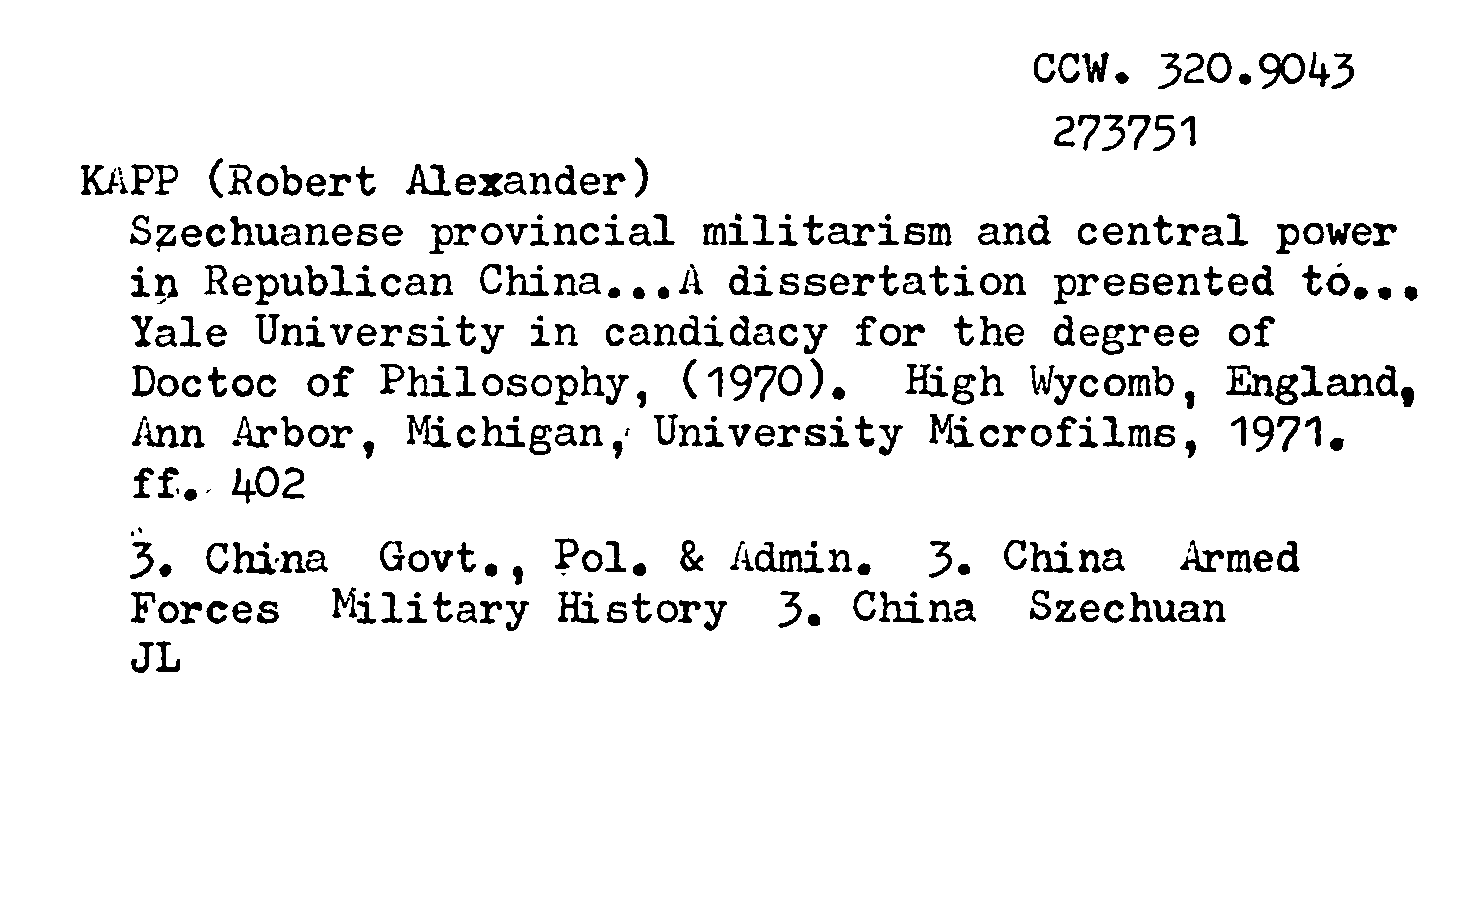 CCW. 320.9043
273751
KAPP (Robert Alexander)
Szechuanese provincial militarism and central power
in Republican China...A dissertation presented to...
Yale University in candidacy for the degree of
Doctoc of Philosophy, (1970).  High Wycomb, England,
Ann Arbor, Michigan, University Microfilms, 1971.
ff. 402
3. China  Govt., Pol. & Admin.  3. China  Armed
Forces  Military History  3. China  Szechuan
JL